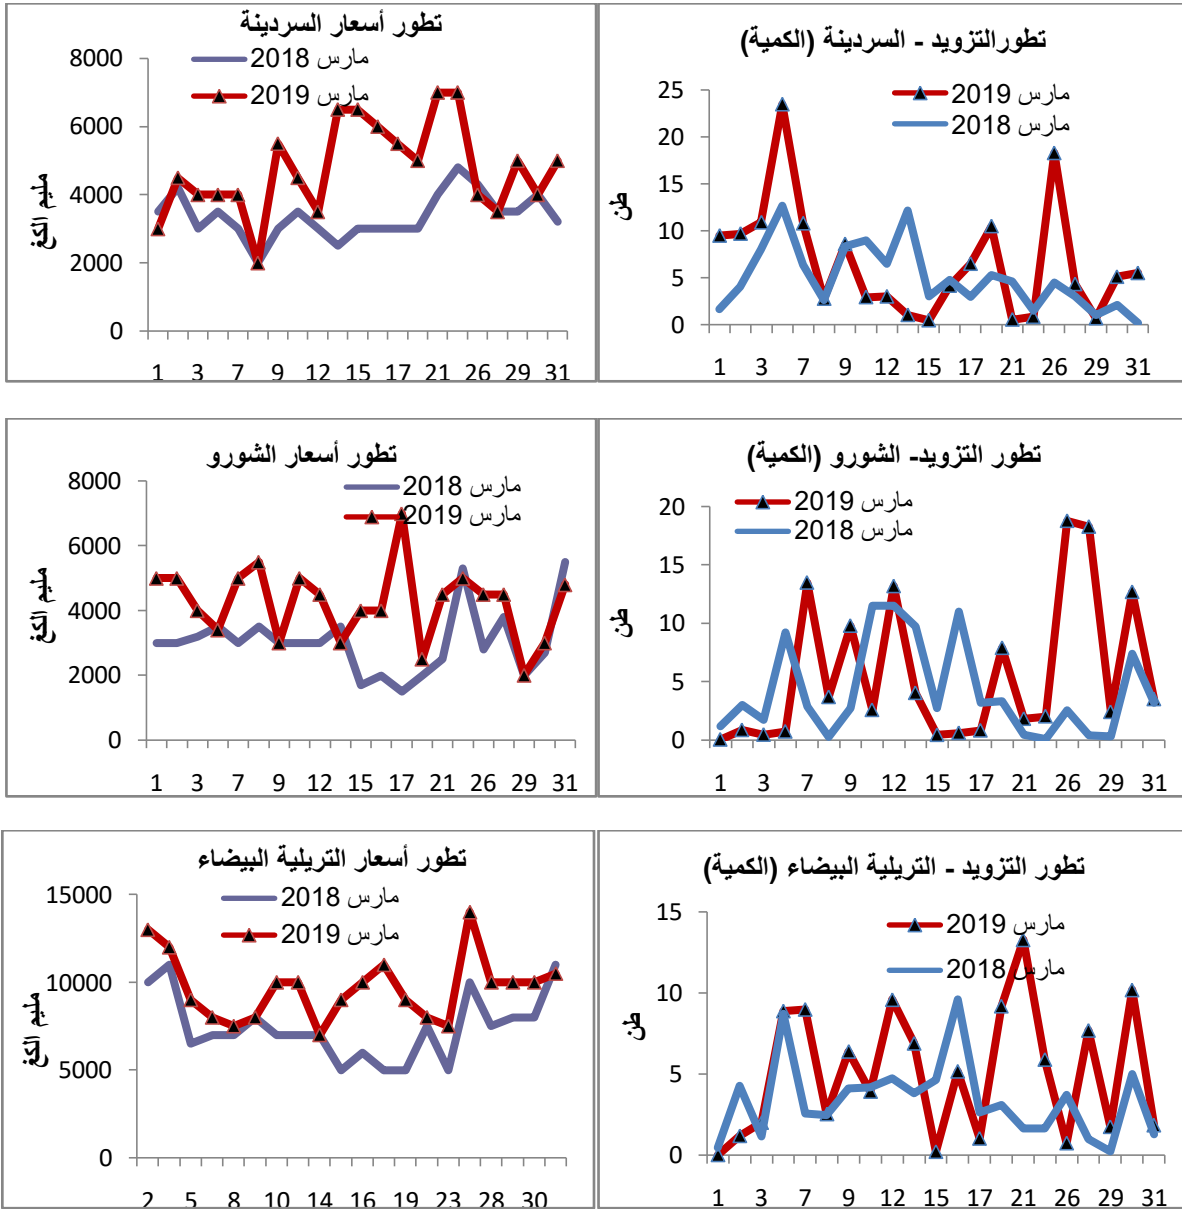 تطور أسعار السردينة
مارس 2018
مارس 2019
مليم الكغ
8000
6000
4000
2000
0
1 3 7 9 12 15 17 21 26 29 31
تطورالتزويد - السردينة (الكمية)
مارس 2019
مارس 2018
طن
25
20
15
10
5
0
1 3 7 9 12 15 17 21 26 29 31
تطور أسعار الشورو
مارس 2018
مارس 2019
مليم الكغ
8000
6000
4000
2000
0
1 3 7 9 12 15 17 21 26 29 31
تطور التزويد- الشورو (الكمية)
مارس 2019
مارس 2018
طن
20
15
10
5
0
1 3 7 9 12 15 17 21 26 29 31
تطور أسعار التريلية البيضاء
مارس 2018
مارس 2019
مليم الكغ
15000
10000
5000
0
2 5 8 10 14 16 19 23 28 30
تطور التزويد - التريلية البيضاء (الكمية)
مارس 2019
مارس 2018
طن
15
10
5
0
1 3 7 9 12 15 17 21 26 29 31